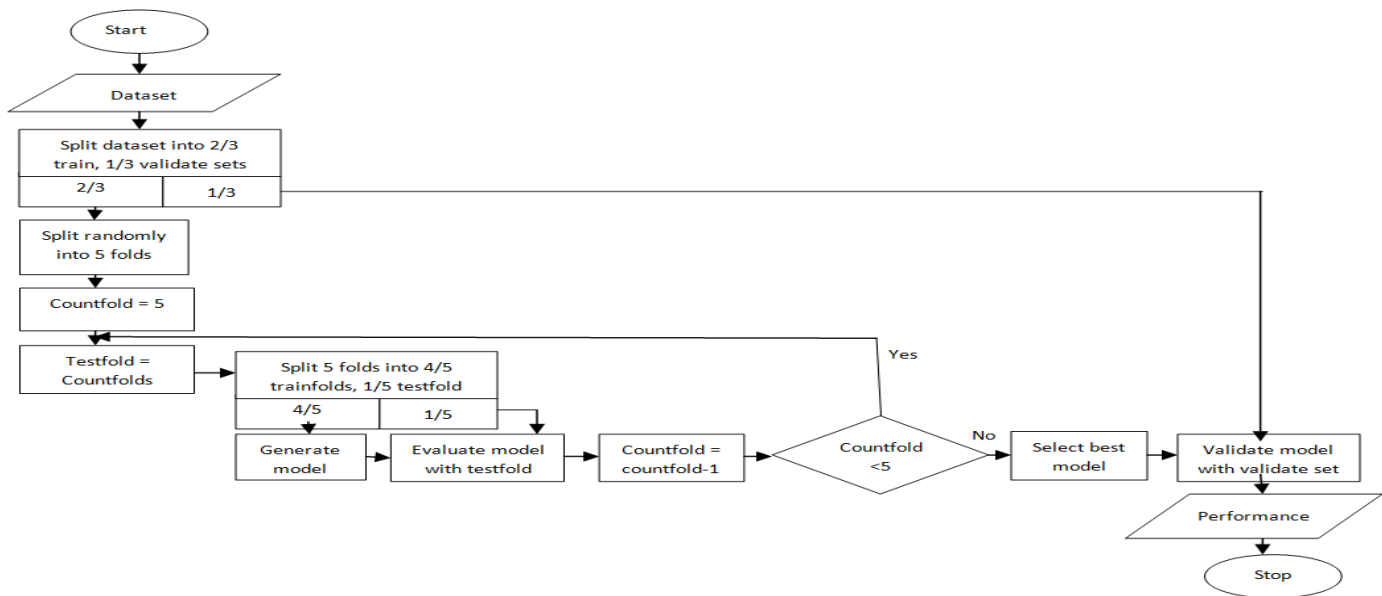 Start
Dataset
Split dataset into 2/3
train, 1/3 validate sets
2/3
1/3
Split randomly
into 5 folds
Countfold = 5
Testfold =
Countfolds
Split 5 folds into 4/5
trainfolds, 1/5 testfold
4/5
1/5
Generate
model
Evaluate model
with testfold
Countfold =
countfold-1
Countfold
<5
Yes
No
Select best
model
Validate model
with validate set
Performance
Stop